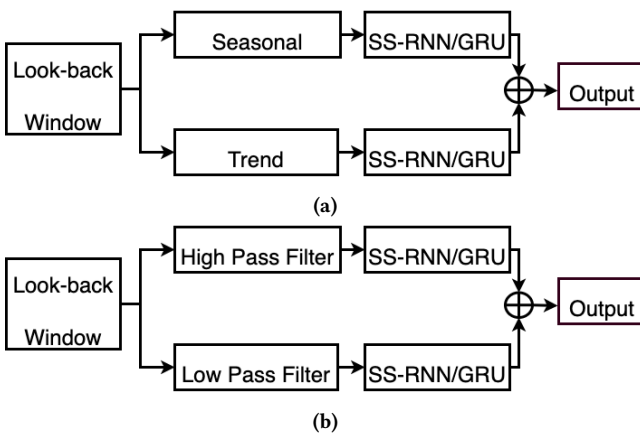 Seasonal SS-RNN/GRU
Look-back
Window
Output
Trend SS-RNN/GRU
(a)
High Pass Filter SS-RNN/GRU
Look-back
Window
Output
Low Pass Filter SS-RNN/GRU
(b)